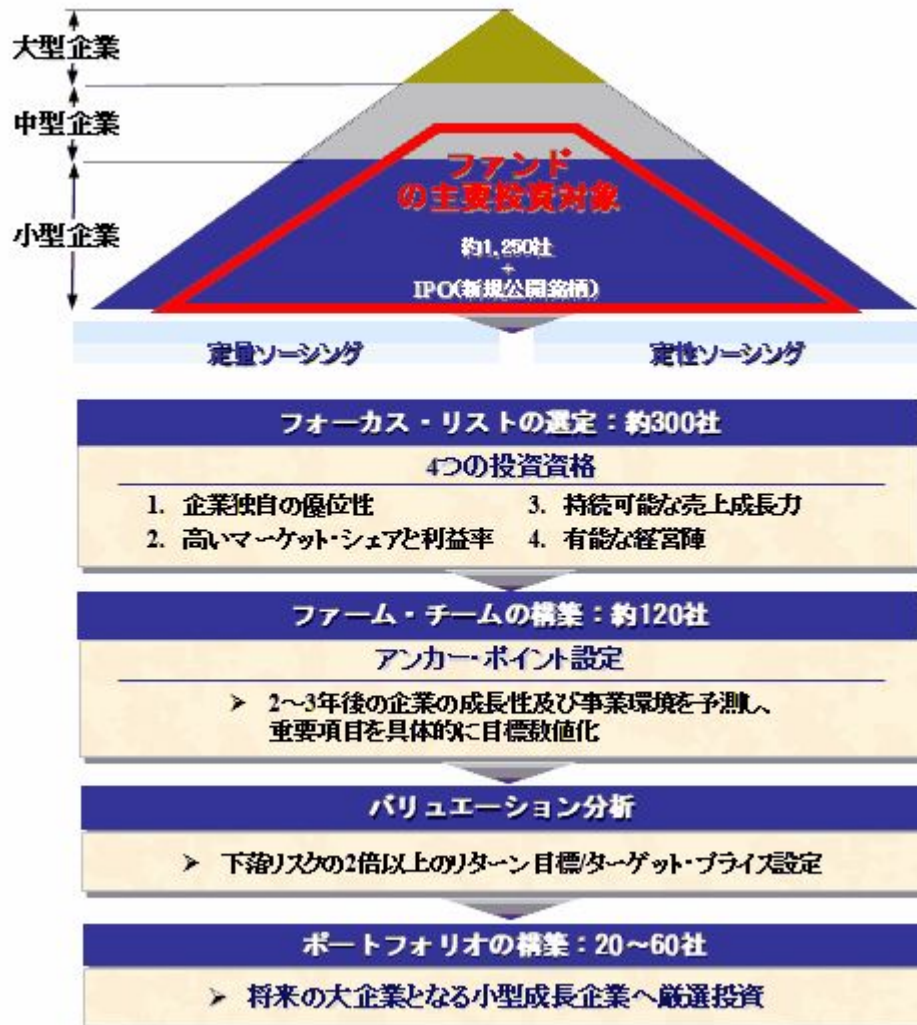 大型企業
中型企業
小型企業
ファンド
の主要投資対象
約1,250社
+
IPO(新規公開銘柄)
定量ソーシング
定性ソーシング
フォーカス・リストの選定：約300社
4つの投資資格
1. 企業独自の優位性
2. 高いマーケット・シェアと利益率
3. 持続可能な売上成長力
4. 有能な経営陣
ファーム・チームの構築：約120社
アンカー・ポイント設定
➢ 2～3年後の企業の成長性及び事業環境を予測し、
重要項目を具体的に目標数値化
バリュエーション分析
➢ 下落リスクの2倍以上のリターン目標/ターゲット・プライス設定
ポートフォリオの構築：20～60社
➢ 将来の大企業となる小型成長企業へ厳選投資